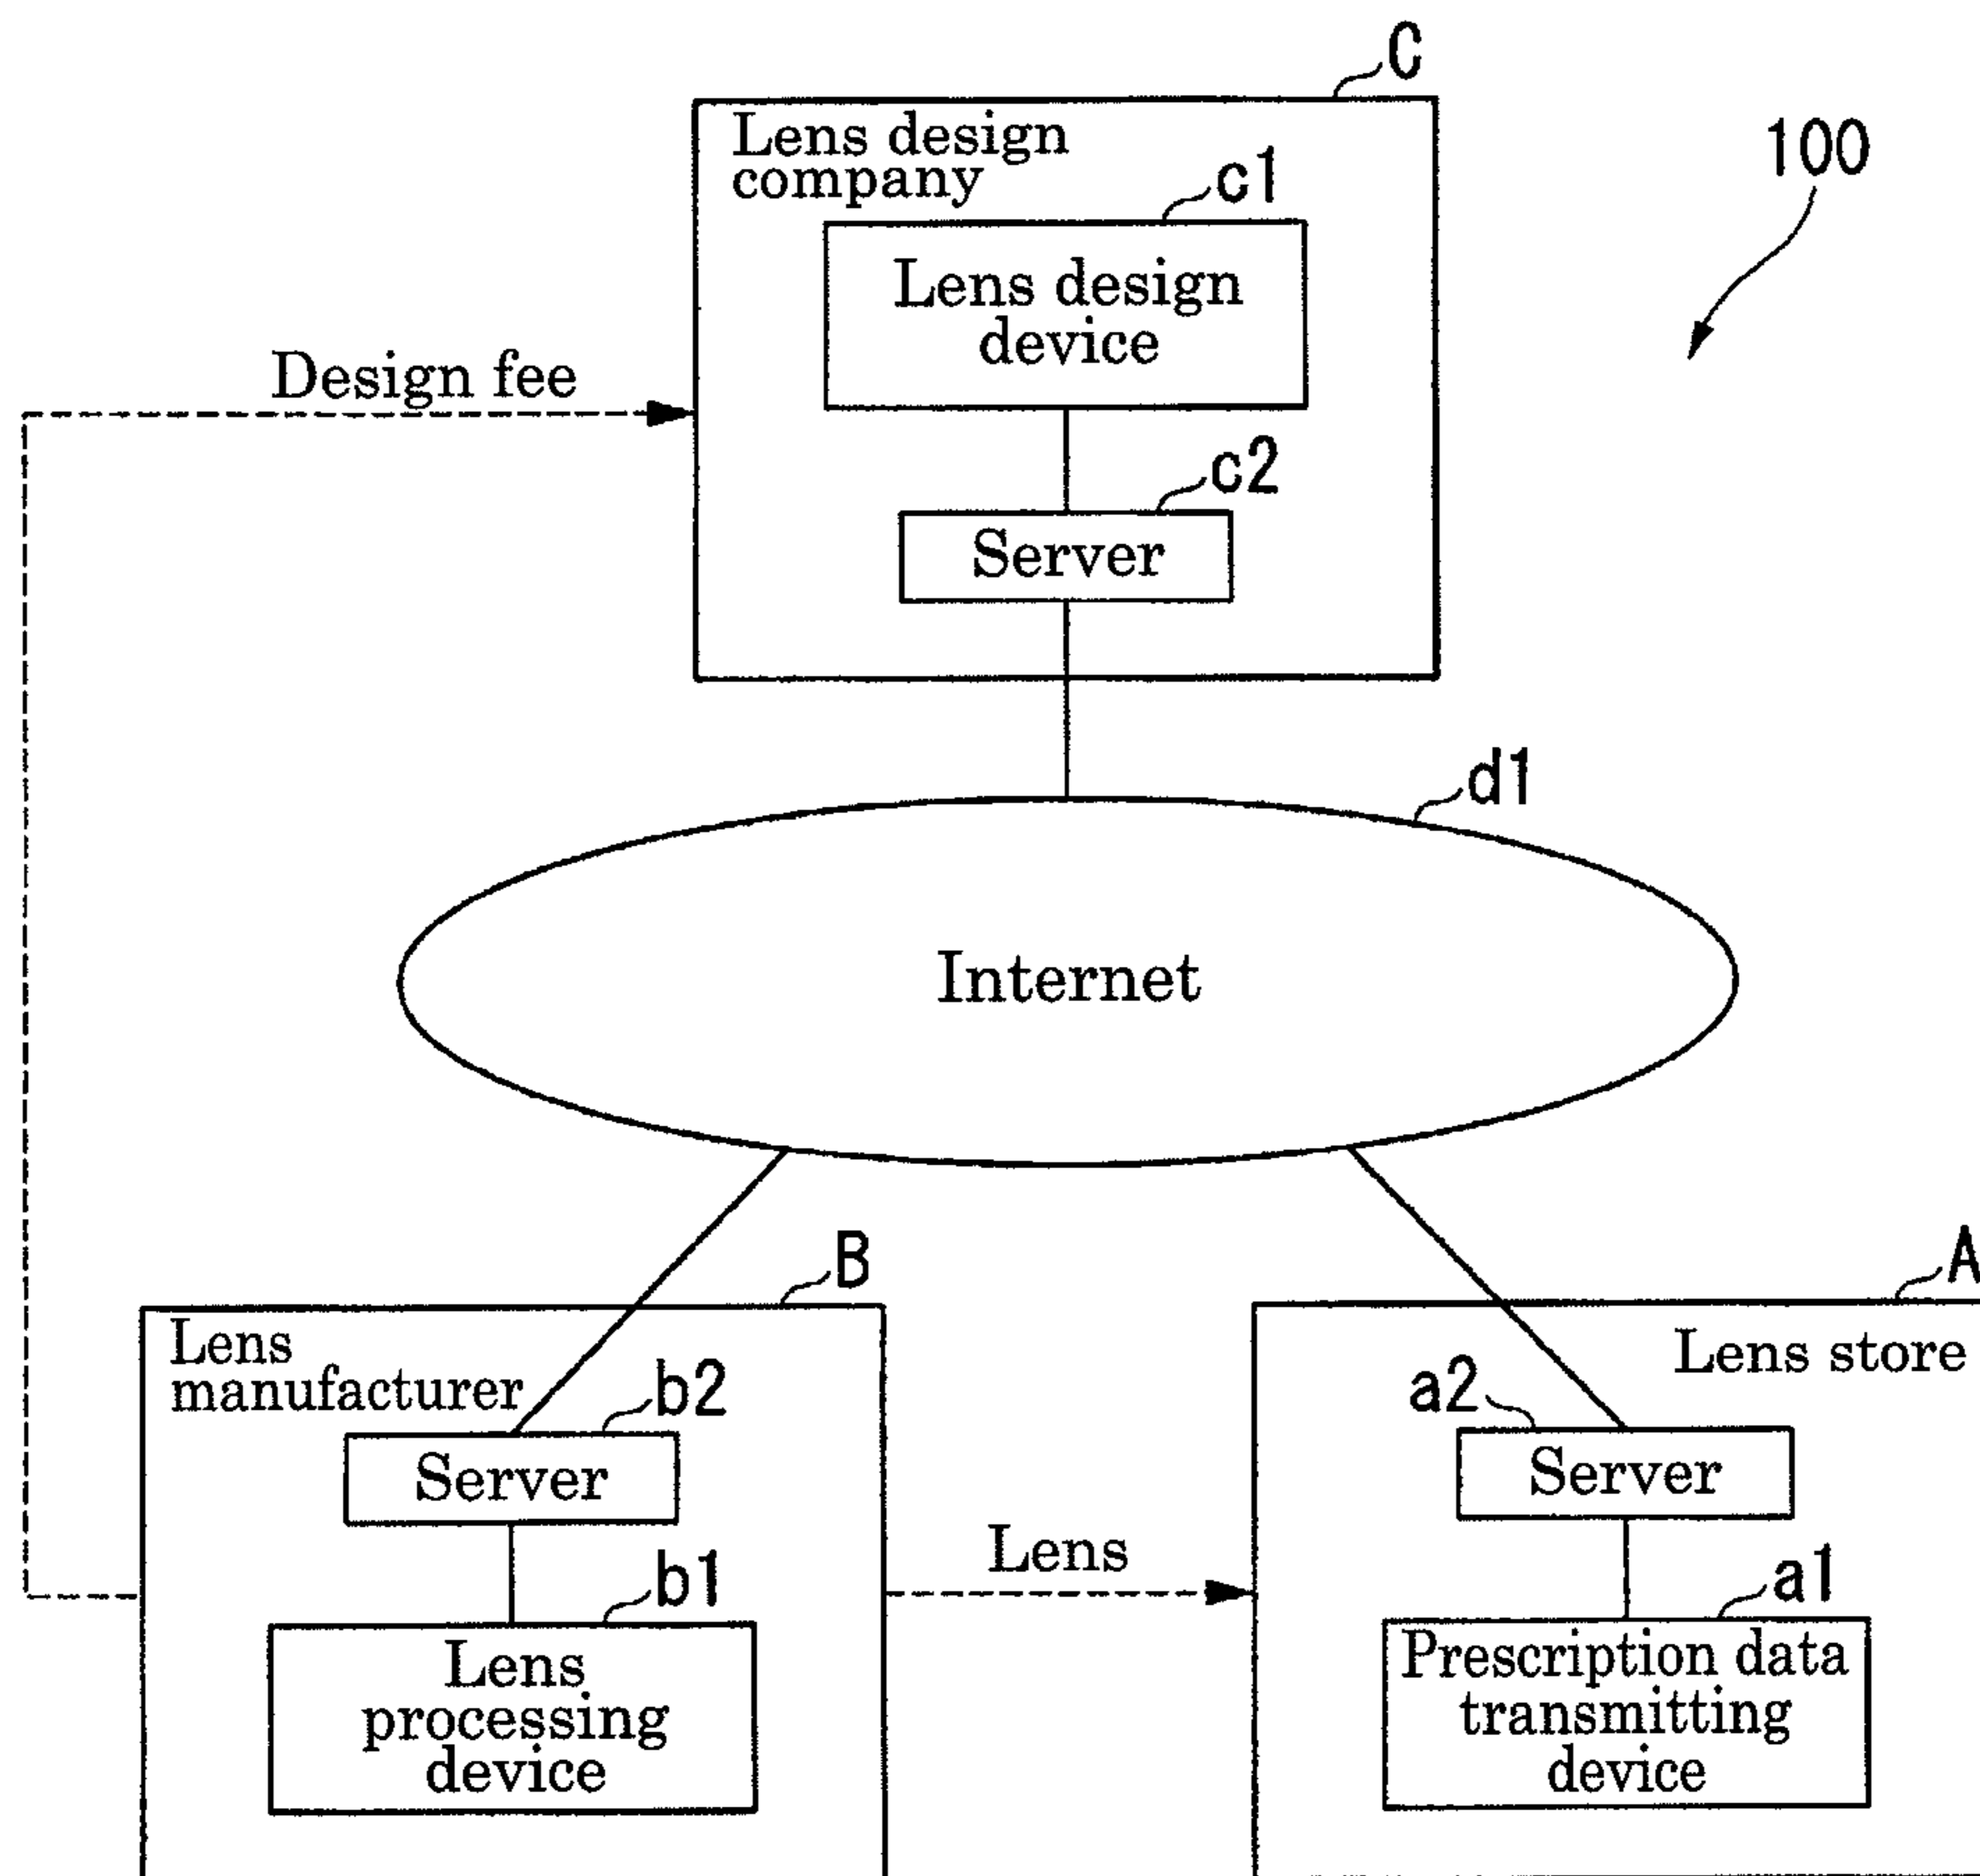 C
Lens design
company
100
c1
Lens design
device
Design fee
c2
Server
d1
Internet
B
A
Lens
manufacturer
Lens store
b2
a2
Server
Server
Lens
b1
a1
Lens
processing
device
Prescription data
transmitting
device